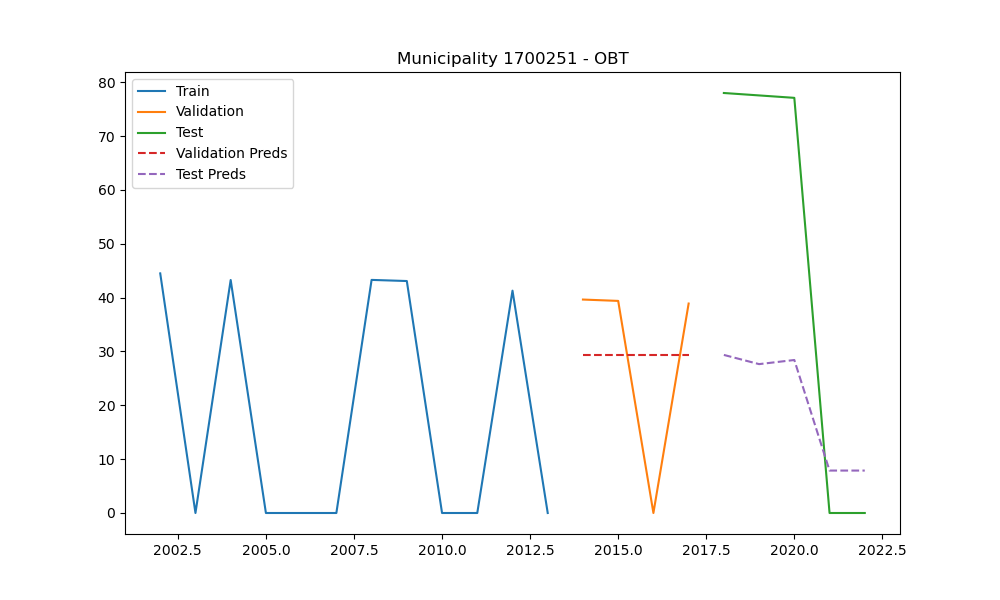 Municipality 1700251 - OBT
80
70
60
50
40
30
20
10
0
Train
Validation
Test
Validation Preds
Test Preds
2002.5 2005.0 2007.5 2010.0 2012.5 2015.0 2017.5 2020.0 2022.5